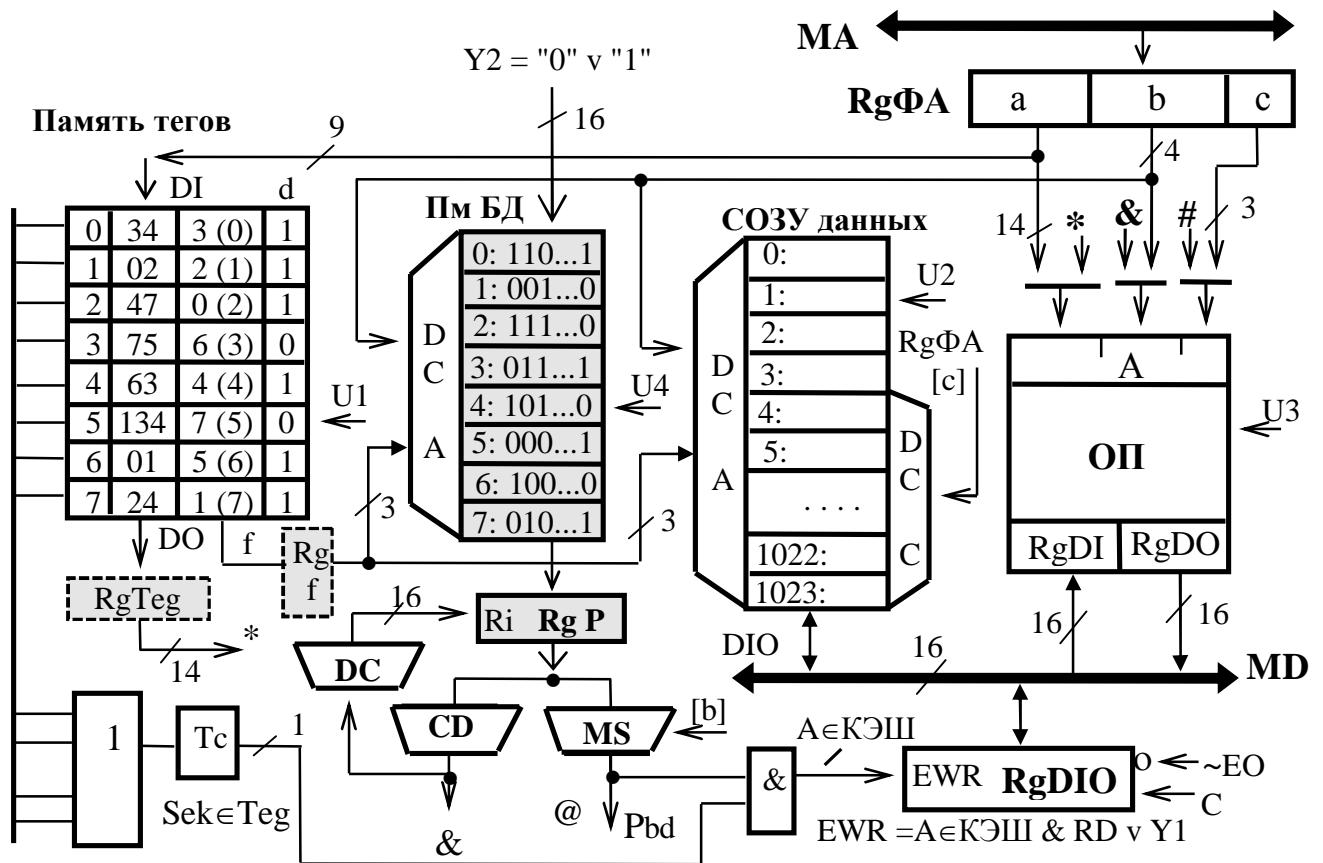 MA
Y2 = "0" v "1"
RgФА a b c
16
Память тегов
9
4
DI d
Пм БД
СОЗУ данных
14 * & # 3
0 34 3 (0) 1
1 02 2 (1) 1
2 47 0 (2) 1
3 75 6 (3) 0
4 63 4 (4) 1
5 134 7 (5) 0
6 01 5 (6) 1
7 24 1 (7) 1
U1
DC A
0: 110...1
1: 001...0
2: 111...0
3: 011...1
4: 101...0
5: 000...1
6: 100...0
7: 010...1
U4
DC A
0:
1:
2:
3:
4:
5:
. . . .
1022:
1023:
U2
RgФА
[c]
DC C
A
ОП
RgDI RgDO
U3
DO f
Rg f
3
3
RgTeg
14 *
16
Ri Rg P
DC
CD
MS
[b]
DIO
16
16
16
MD
1
Tc
1
Sek∈Teg
&
@ Pbd
&
A∈КЭШ
EWR RgDIO
o
~EO
C
EWR =A∈КЭШ & RD v Y1